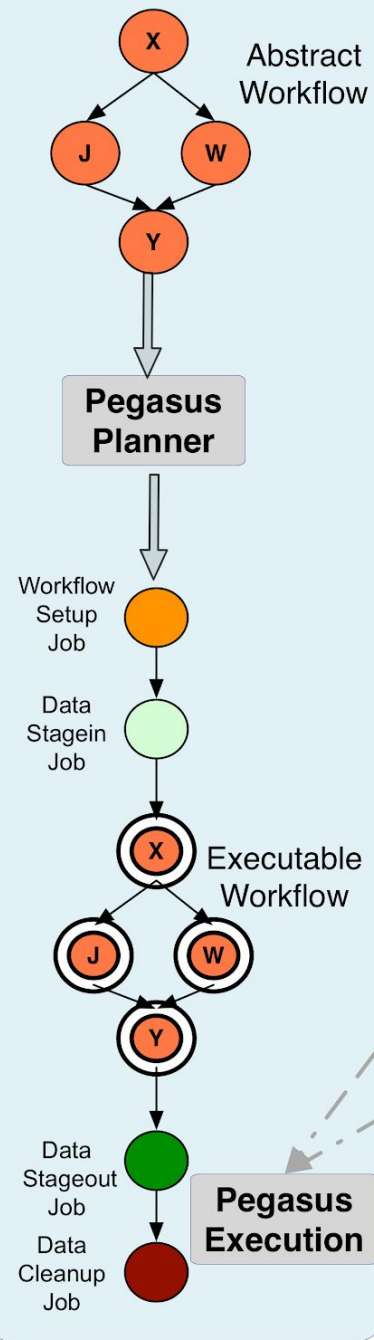 X
Abstract
Workflow
J
W
Y
Pegasus
Planner
Workflow
Setup
Job
Data
Stagein
Job
X
Executable
Workflow
J
W
Y
Data
Stageout
Job
Pegasus
Execution
Data
Cleanup
Job